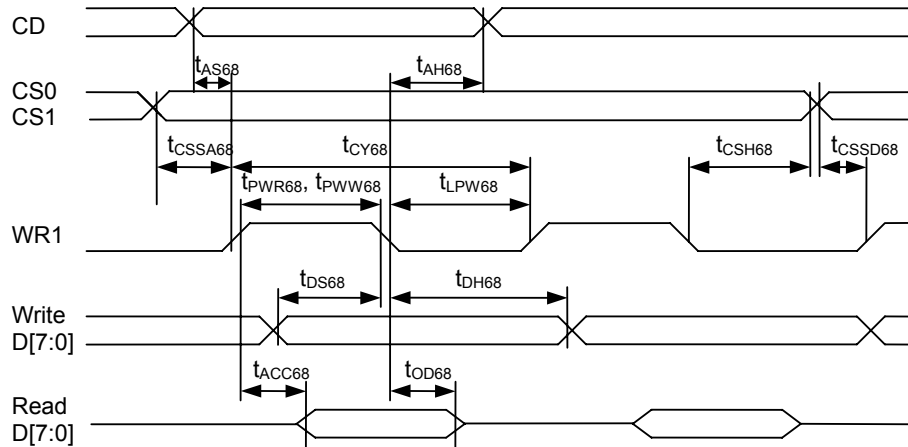 CD
tAS68
tAH68
CS0
CS1
tCSSA68
tCY68
tCSH68
tCSSD68
tPWR68, tPWW68
tLPW68
WR1
tDS68
tDH68
Write
D[7:0]
tACC68
tOD68
Read
D[7:0]